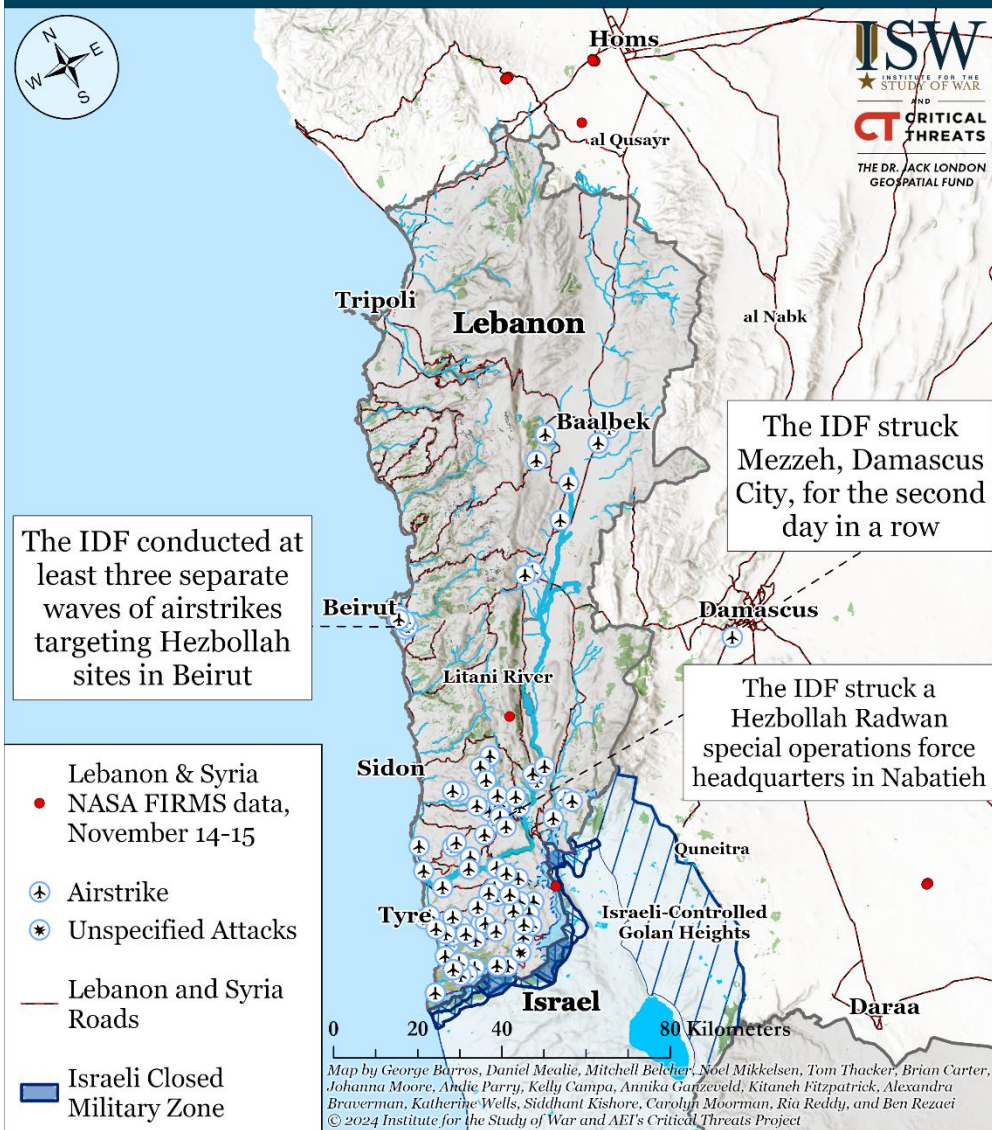 N
E
W
S
Homs
ISW
INSTITUTE FOR THE
STUDY OF WAR
AND
CT CRITICAL
THREATS
THE DR. JACK LONDON
GEOSPATIAL FUND
al Qusayr
Tripoli
Lebanon
al Nabk
Baalbek
The IDF struck
Mezzeh, Damascus
City, for the second
day in a row
The IDF conducted at
least three separate
waves of airstrikes
targeting Hezbollah
sites in Beirut
Beirut
Damascus
Litani River
The IDF struck a
Hezbollah Radwan
special operations force
headquarters in Nabatieh
Sidon
Quneitra
Israeli-Controlled
Golan Heights
Tyre
Israel
Daraa
Lebanon & Syria
NASA FIRMS data,
November 14-15
Airstrike
Unspecified Attacks
Lebanon and Syria
Roads
Israeli Closed
Military Zone
0 20 40 80 Kilometers
Map by George Barros, Daniel Mealie, Mitchell Belcher, Noel Mikkelsen, Tom Thacker, Brian Carter,
Johanna Moore, Andie Parry, Kelly Campa, Annika Ganzeveld, Kitaneh Fitzpatrick, Alexandra
Braverman, Katherine Wells, Siddhant Kishore, Carolyn Moorman, Ria Reddy, and Ben Rezaei
© 2024 Institute for the Study of War and AEI's Critical Threats Project